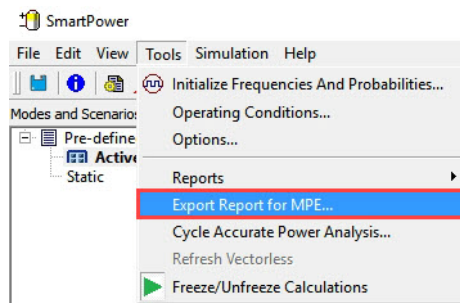 SmartPower
File Edit View Tools Simulation Help
Initialize Frequencies And Probabilities...
Modes and Scenarios
Operating Conditions...
Pre-define
Options...
Active
Static
Reports
Export Report for MPE...
Cycle Accurate Power Analysis...
Refresh Vectorless
Freeze/Unfreeze Calculations